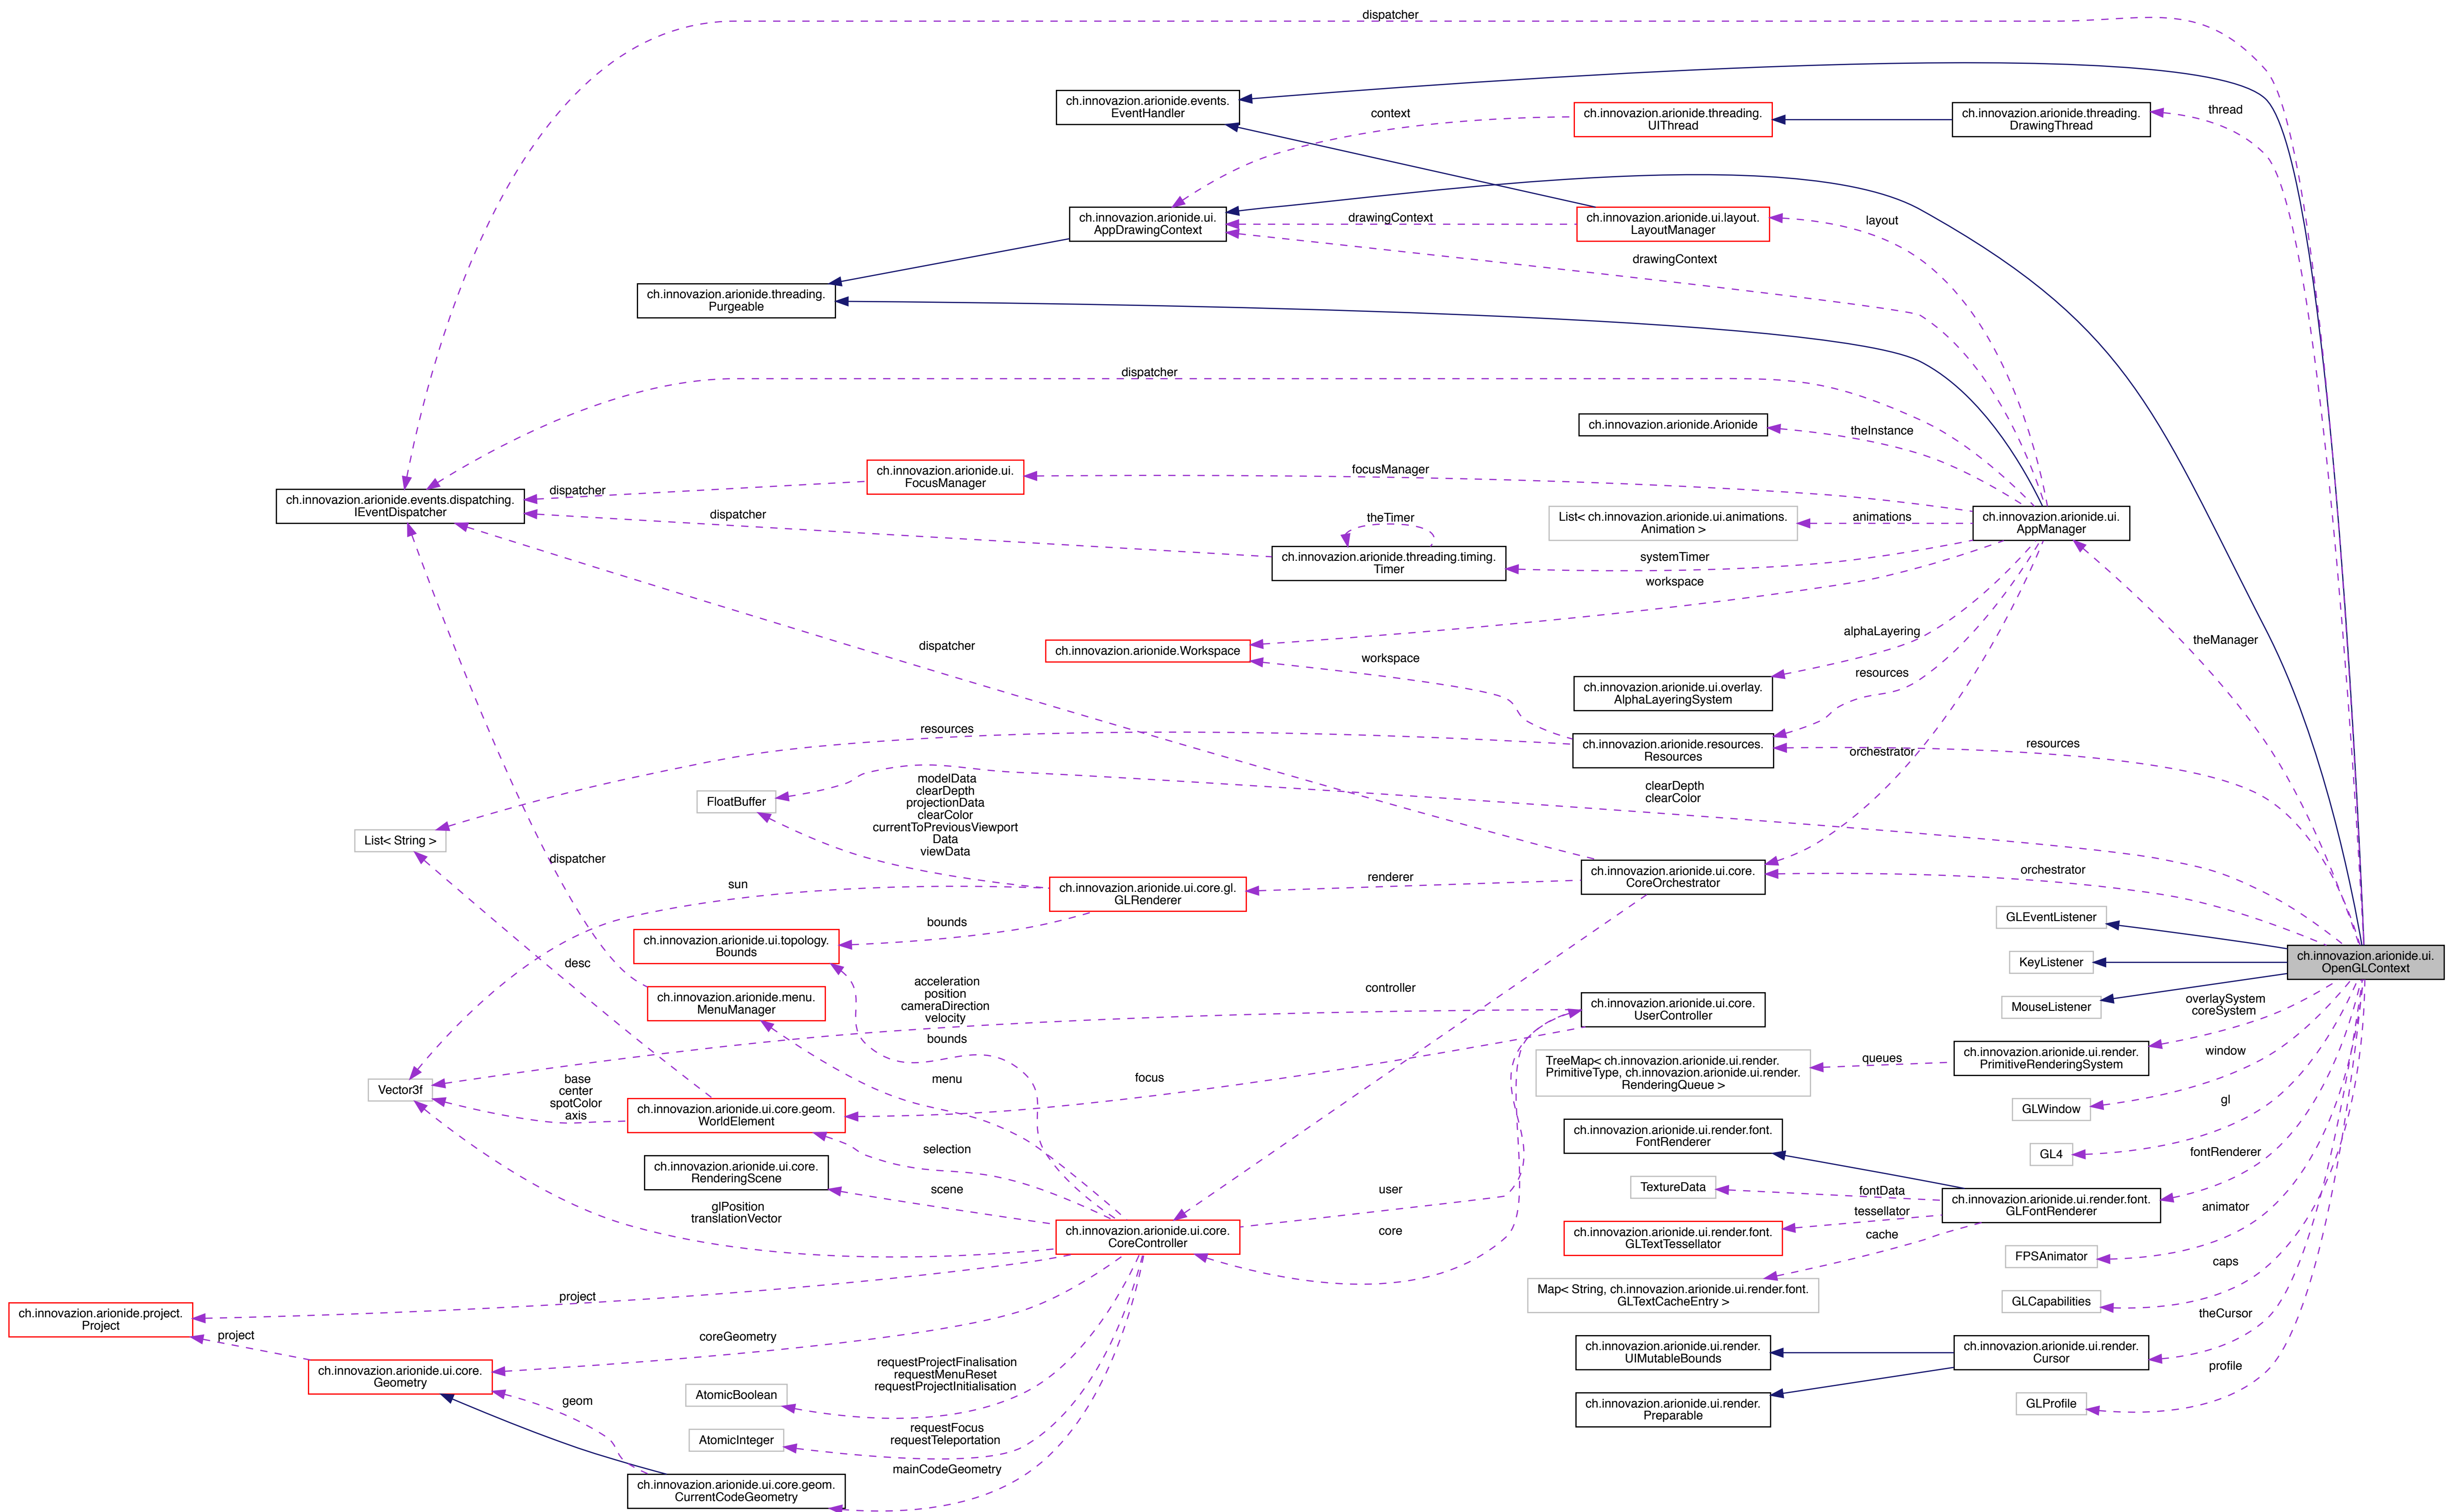 dispatcher
ch.innovazion.arionide.events.
EventHandler
context
ch.innovazion.arionide.threading.
UIThread
ch.innovazion.arionide.threading.
DrawingThread
thread
ch.innovazion.arionide.ui.
AppDrawingContext
drawingContext
ch.innovazion.arionide.ui.layout.
LayoutManager
layout
drawingContext
ch.innovazion.arionide.threading.
Purgeable
dispatcher
ch.innovazion.arionide.Arionide
theInstance
ch.innovazion.arionide.ui.
FocusManager
focusManager
ch.innovazion.arionide.events.dispatching.
IEventDispatcher
dispatcher
dispatcher
theTimer
ch.innovazion.arionide.threading.timing.
Timer
List< ch.innovazion.arionide.ui.animations.
Animation >
animations
systemTimer
ch.innovazion.arionide.ui.
AppManager
workspace
dispatcher
ch.innovazion.arionide.Workspace
workspace
alphaLayering
theManager
ch.innovazion.arionide.ui.overlay.
AlphaLayeringSystem
resources
resources
ch.innovazion.arionide.resources.
Resources
orchestrator
resources
FloatBuffer
modelData
clearDepth
projectionData
clearColor
currentToPreviousViewport
Data
viewData
clearDepth
clearColor
List< String >
dispatcher
sun
ch.innovazion.arionide.ui.core.gl.
GLRenderer
renderer
ch.innovazion.arionide.ui.core.
CoreOrchestrator
orchestrator
ch.innovazion.arionide.ui.topology.
Bounds
bounds
GLEventListener
desc
KeyListener
ch.innovazion.arionide.ui.
OpenGLContext
ch.innovazion.arionide.menu.
MenuManager
acceleration
position
cameraDirection
velocity
bounds
controller
ch.innovazion.arionide.ui.core.
UserController
MouseListener
overlaySystem
coreSystem
Vector3f
base
center
spotColor
axis
menu
focus
TreeMap< ch.innovazion.arionide.ui.render.
PrimitiveType, ch.innovazion.arionide.ui.render.
RenderingQueue >
queues
ch.innovazion.arionide.ui.render.
PrimitiveRenderingSystem
window
ch.innovazion.arionide.ui.core.geom.
WorldElement
GLWindow
gl
selection
ch.innovazion.arionide.ui.render.font.
FontRenderer
GL4
fontRenderer
ch.innovazion.arionide.ui.core.
RenderingScene
scene
user
TextureData
fontData
ch.innovazion.arionide.ui.render.font.
GLFontRenderer
glPosition
translationVector
tessellator
animator
ch.innovazion.arionide.ui.core.
CoreController
core
ch.innovazion.arionide.ui.render.font.
GLTextTessellator
cache
FPSAnimator
caps
project
Map< String, ch.innovazion.arionide.ui.render.font.
GLTextCacheEntry >
GLCapabilities
theCursor
ch.innovazion.arionide.project.
Project
project
coreGeometry
ch.innovazion.arionide.ui.render.
UIMutableBounds
ch.innovazion.arionide.ui.render.
Cursor
profile
ch.innovazion.arionide.ui.core.
Geometry
requestProjectFinalisation
requestMenuReset
requestProjectInitialisation
geom
AtomicBoolean
ch.innovazion.arionide.ui.render.
Preparable
GLProfile
AtomicInteger
requestFocus
requestTeleportation
mainCodeGeometry
ch.innovazion.arionide.ui.core.geom.
CurrentCodeGeometry